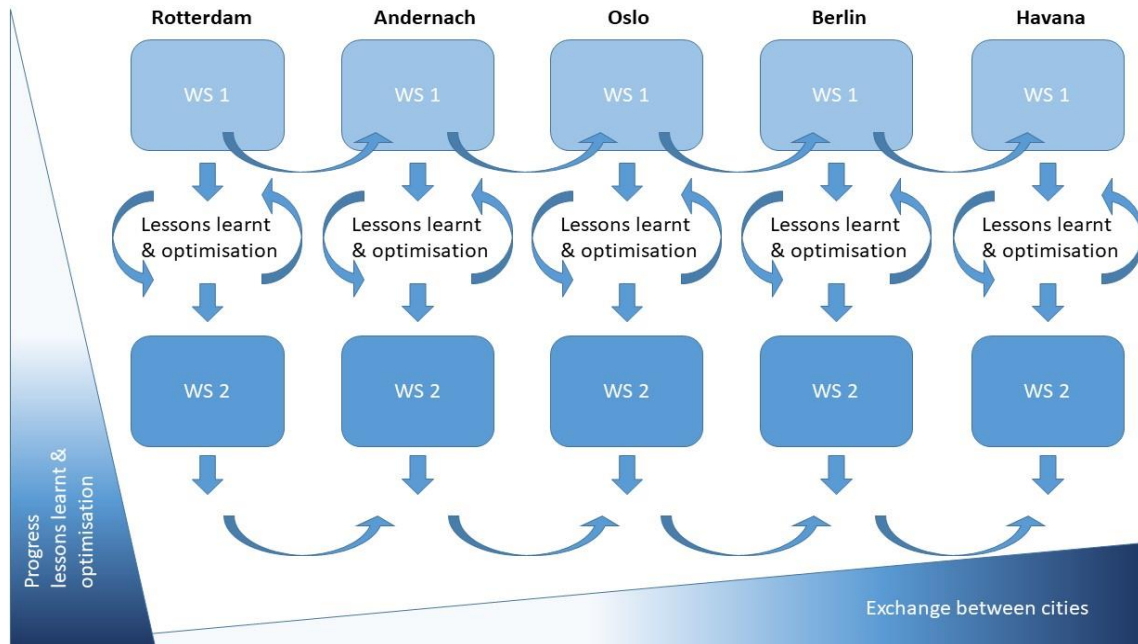 Rotterdam
Andernach
Oslo
Berlin
Havana
WS 1
WS 1
WS 1
WS 1
WS 1
Lessons learnt
& optimisation
Lessons learnt
& optimisation
Lessons learnt
& optimisation
Lessons learnt
& optimisation
Lessons learnt
& optimisation
WS 2
WS 2
WS 2
WS 2
WS 2
Progress
lessons learnt &
optimisation
Exchange between cities